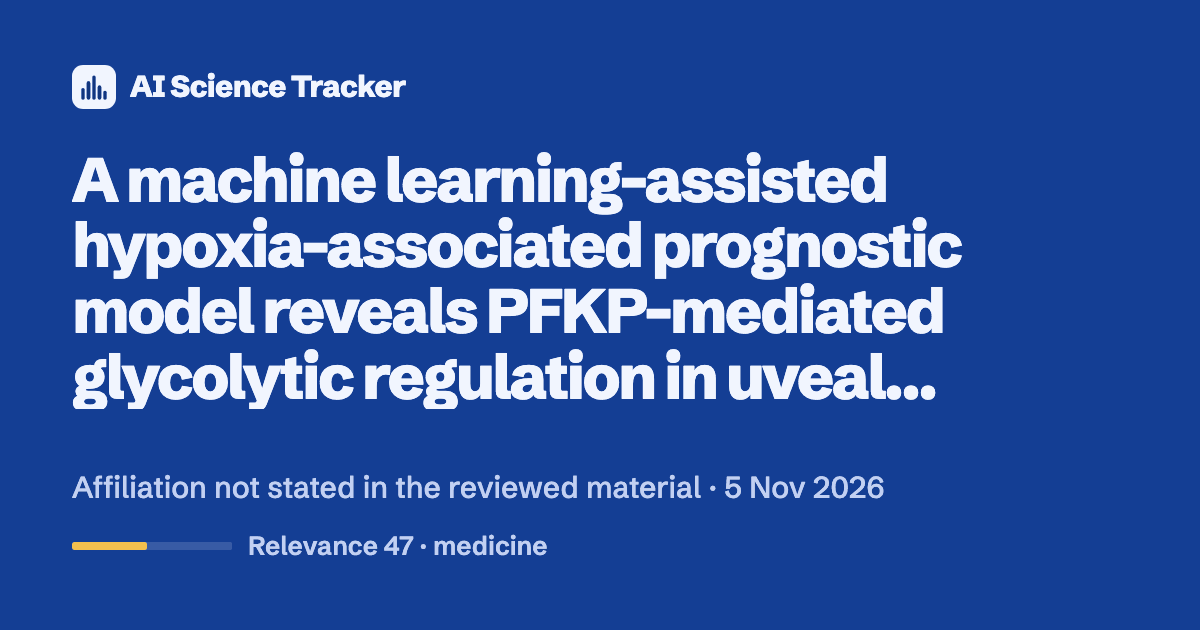 AI Science Tracker
A machine learning-assisted
hypoxia-associated prognostic
model reveals PFKP-mediated
glycolytic regulation in uveal...
Affiliation not stated in the reviewed material · 5 Nov 2026
Relevance 47 · medicine